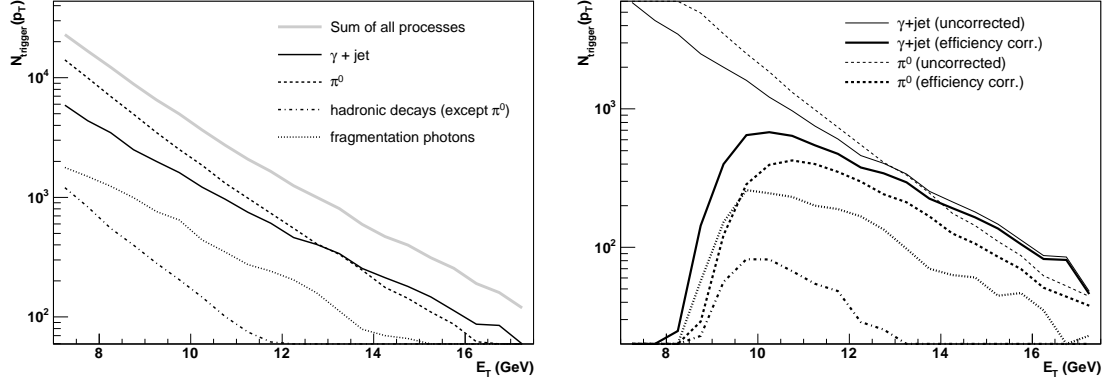 N_trigger(p_T)
10^4
10^3
10^2
Sum of all processes
γ + jet
π^0
hadronic decays (except π^0)
fragmentation photons
8 10 12 14 16
E_T (GeV)
N_trigger(p_T)
10^3
10^2
γ+jet (uncorrected)
γ+jet (efficiency corr.)
π^0 (uncorrected)
π^0 (efficiency corr.)
8 10 12 14 16
E_T (GeV)